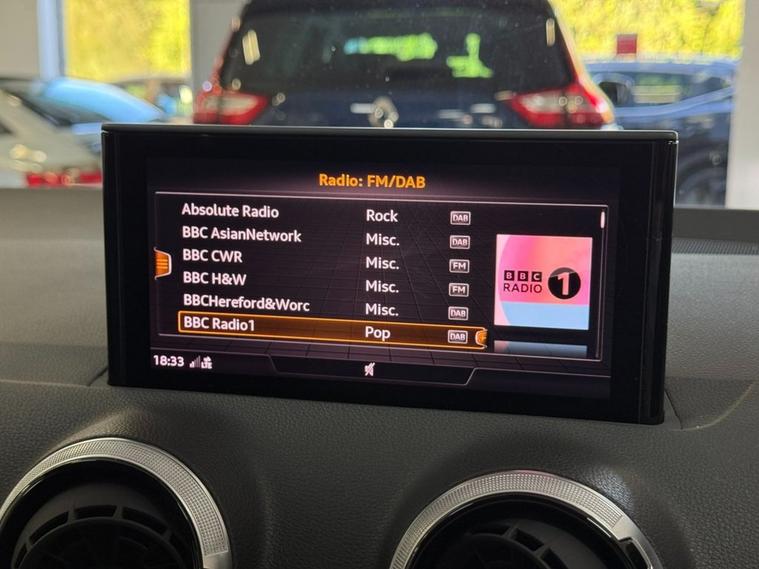 Radio: FM/DAB
Absolute Radio Rock DAB
BBC AsianNetwork Misc. DAB
BBC CWR Misc. FM
BBC H&W Misc. FM
BBCHereford&Worc Misc. DAB
BBC Radio1 Pop DAB
BBC
RADIO 1
18:33 LTE